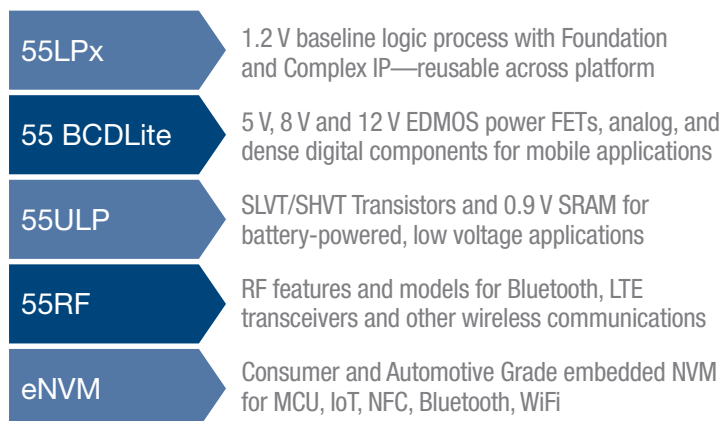 55LPx
1.2 V baseline logic process with Foundation
and Complex IP—reusable across platform
55 BCDLite
5 V, 8 V and 12 V EDMOS power FETs, analog, and
dense digital components for mobile applications
55ULP
SLVT/SHVT Transistors and 0.9 V SRAM for
battery-powered, low voltage applications
55RF
RF features and models for Bluetooth, LTE
transceivers and other wireless communications
eNVM
Consumer and Automotive Grade embedded NVM
for MCU, IoT, NFC, Bluetooth, WiFi